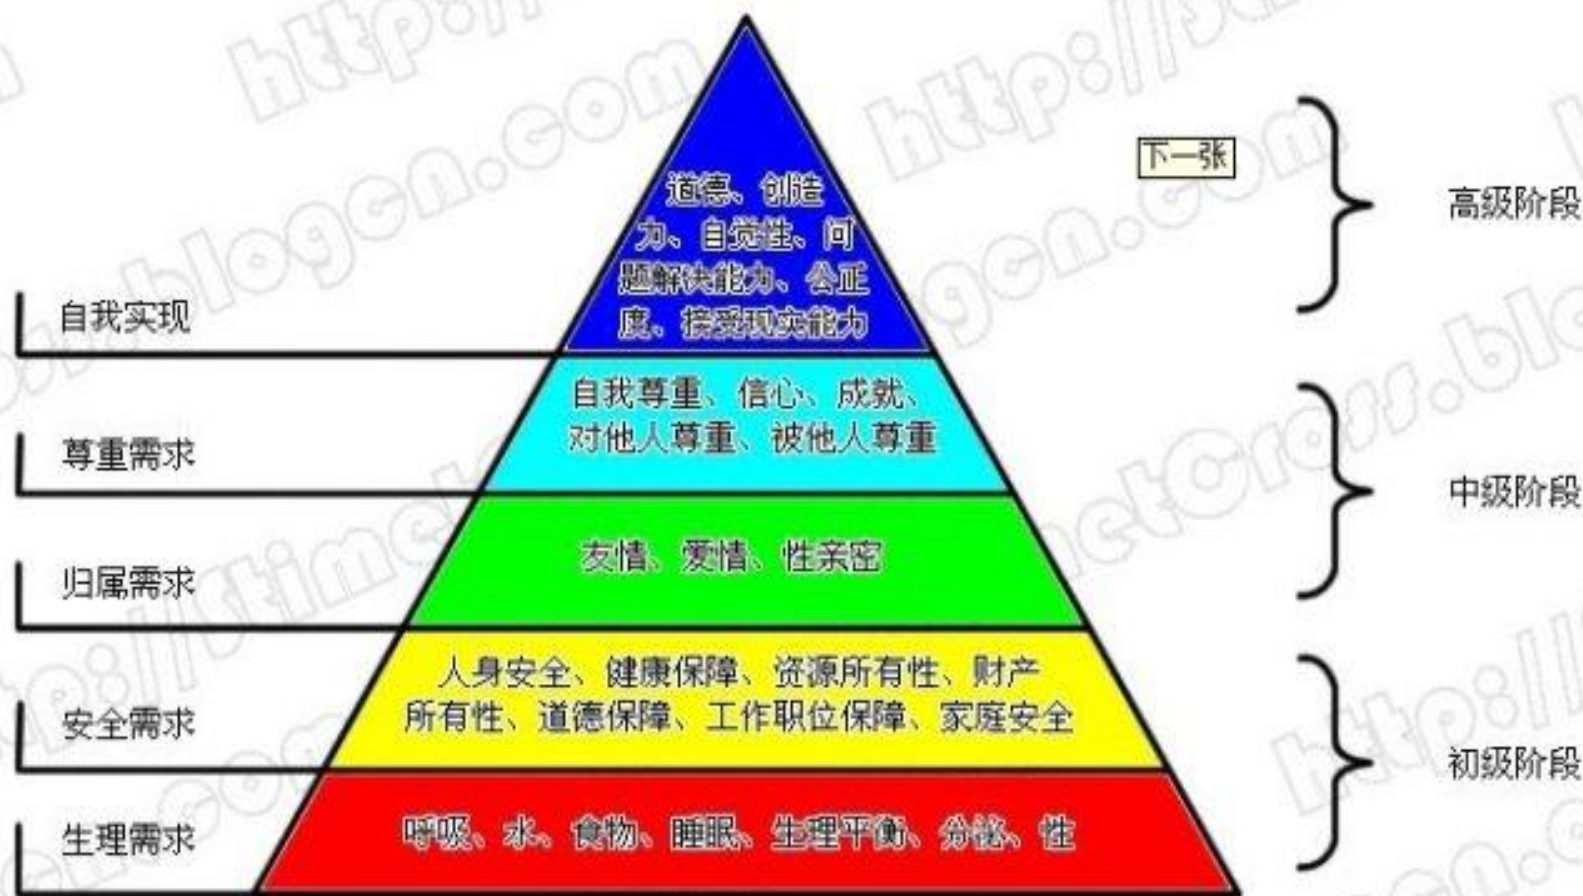 下一张
高级阶段
道德、创造
力、自觉性、问
题解决能力、公正
度、接受现实能力
自我实现
自我尊重、信心、成就、
对他人尊重、被他人尊重
尊重需求
中级阶段
友情、爱情、性亲密
归属需求
人身安全、健康保障、资源所有性、财产
所有性、道德保障、工作职位保障、家庭安全
安全需求
初级阶段
呼吸、水、食物、睡眠、生理平衡、分泌、性
生理需求